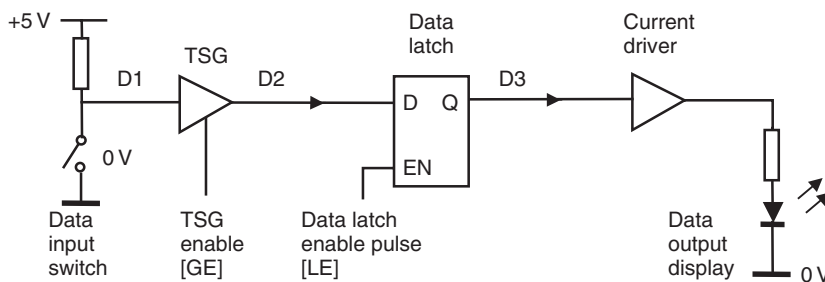 +5 V
TSG
Data
latch
Current
driver
D1
D2
D3
D
Q
EN
0 V
Data
input
switch
TSG
enable
[GE]
Data latch
enable pulse
[LE]
Data
output
display
0 V